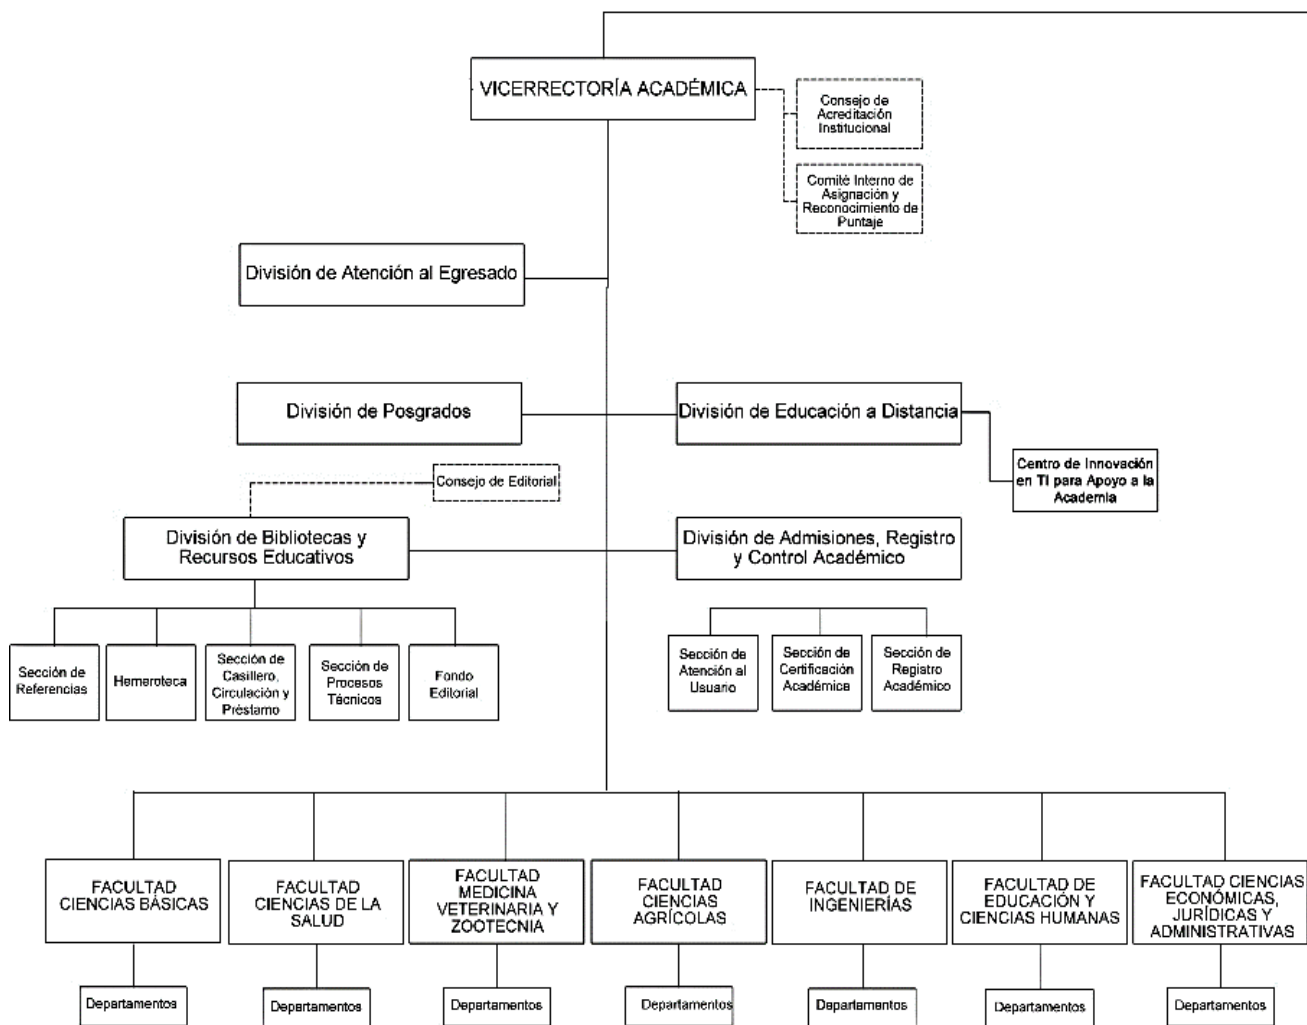 VICERRECTORÍA ACADÉMICA
Consejo de
Acreditación
Institucional
Comité Interno de
Asignación y
Reconocimiento de
Puntaje
División de Atención al Egresado
División de Posgrados
División de Educación a Distancia
Centro de Innovación
en TI para Apoyo a la
Academia
Consejo de Editorial
División de Bibliotecas y
Recursos Educativos
División de Admisiones, Registro
y Control Académico
Sección de
Referencias
Hemeroteca
Sección de
Casillero,
Circulación y
Préstamo
Sección de
Procesos
Técnicos
Fondo
Editorial
Sección de
Atención al
Usuario
Sección de
Certificación
Académica
Sección de
Registro
Académico
FACULTAD
CIENCIAS BÁSICAS
FACULTAD
CIENCIAS DE LA
SALUD
FACULTAD
MEDICINA
VETERINARIA Y
ZOOTECNIA
FACULTAD
CIENCIAS
AGRÍCOLAS
FACULTAD DE
INGENIERÍAS
FACULTAD DE
EDUCACIÓN Y
CIENCIAS HUMANAS
FACULTAD CIENCIAS
ECONÓMICAS,
JURÍDICAS Y
ADMINISTRATIVAS
Departamentos
Departamentos
Departamentos
Departamentos
Departamentos
Departamentos
Departamentos